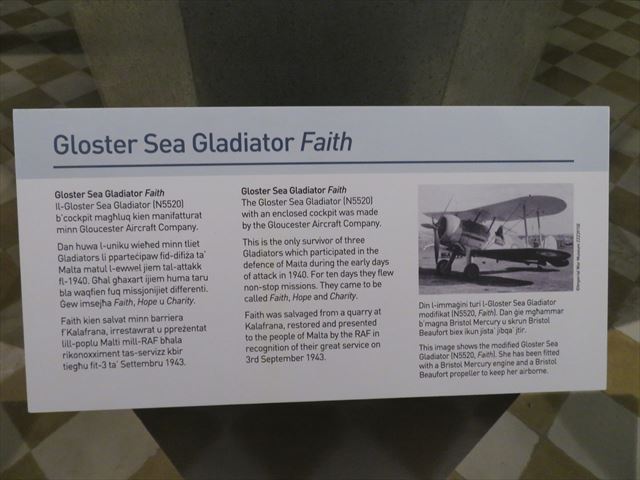 Gloster Sea Gladiator Faith
Gloster Sea Gladiator Faith
Il-Gloster Sea Gladiator (N5520)
b'cockpit magħluq kien manifatturat
minn Gloucester Aircraft Company.
Dan huwa l-uniku wieħed minn tliet
Gladiators li pparteċipaw fid-difiża ta'
Malta matul l-ewwel jiem tal-attakk
fl-1940. Għal għaxart ijiem huma taru
bla waqfien fuq missjonijiet differenti.
Ġew imsejħa Faith, Hope u Charity.
Faith kien salvat minn barriera
f'Kalafrana, irrestawrat u ppreżentat
lill-poplu Malti mill-RAF bħala
rikonoxximent tas-servizz kbir
tiegħu fit-3 ta' Settembru 1943.
Gloster Sea Gladiator Faith
The Gloster Sea Gladiator (N5520)
with an enclosed cockpit was made
by the Gloucester Aircraft Company.
This is the only survivor of three
Gladiators which participated in the
defence of Malta during the early days
of attack in 1940. For ten days they flew
non-stop missions. They came to be
called Faith, Hope and Charity.
Faith was salvaged from a quarry at
Kalafrana, restored and presented
to the people of Malta by the RAF in
recognition of their great service on
3rd September 1943.
Din l-immaġini turi l-Gloster Sea Gladiator
modifikat (N5520, Faith). Dan ġie mgħammar
b'magna Bristol Mercury u skrun Bristol
Beaufort biex ikun jista' jibqa' jtir.
This image shows the modified Gloster Sea
Gladiator (N5520, Faith). She has been fitted
with a Bristol Mercury engine and a Bristol
Beaufort propeller to keep her airborne.